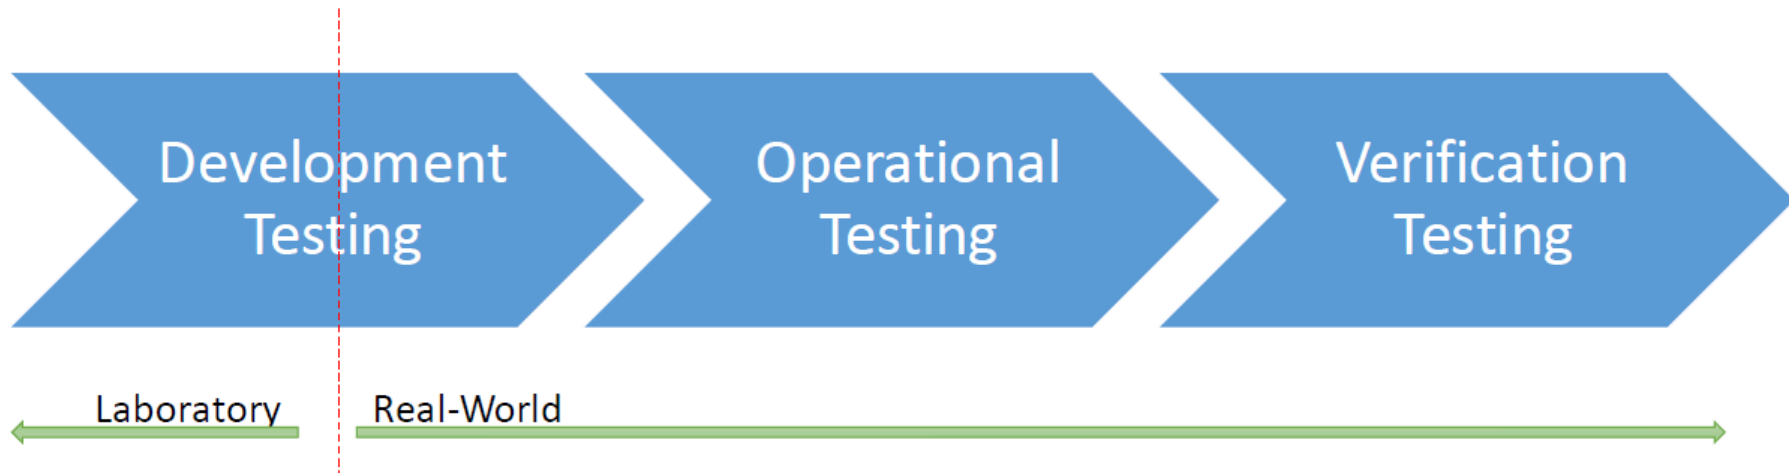 Development
Testing
Operational
Testing
Verification
Testing
Laboratory
Real-World